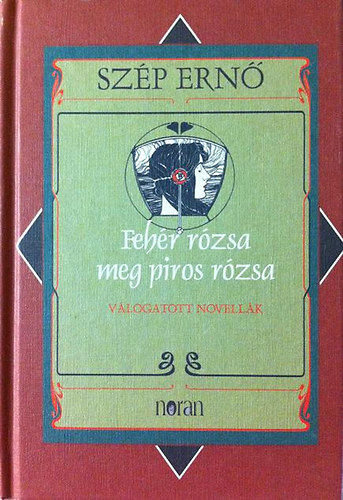 SZÉP ERNŐ
Fehér rózsa
meg piros rózsa
VÁLOGATOTT NOVELLÁK
noran